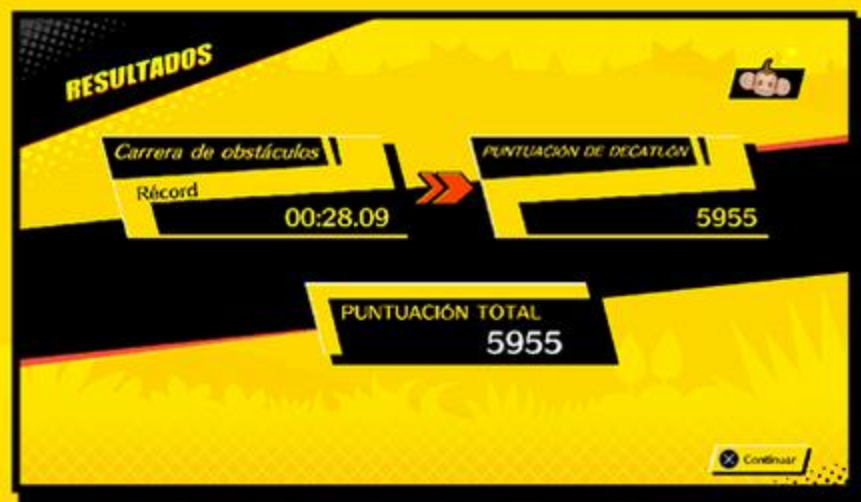 RESULTADOS
Carrera de obstáculos
Récord
00:28.09
PUNTUACIÓN DE DECATLÓN
5955
PUNTUACIÓN TOTAL
5955
Continuar